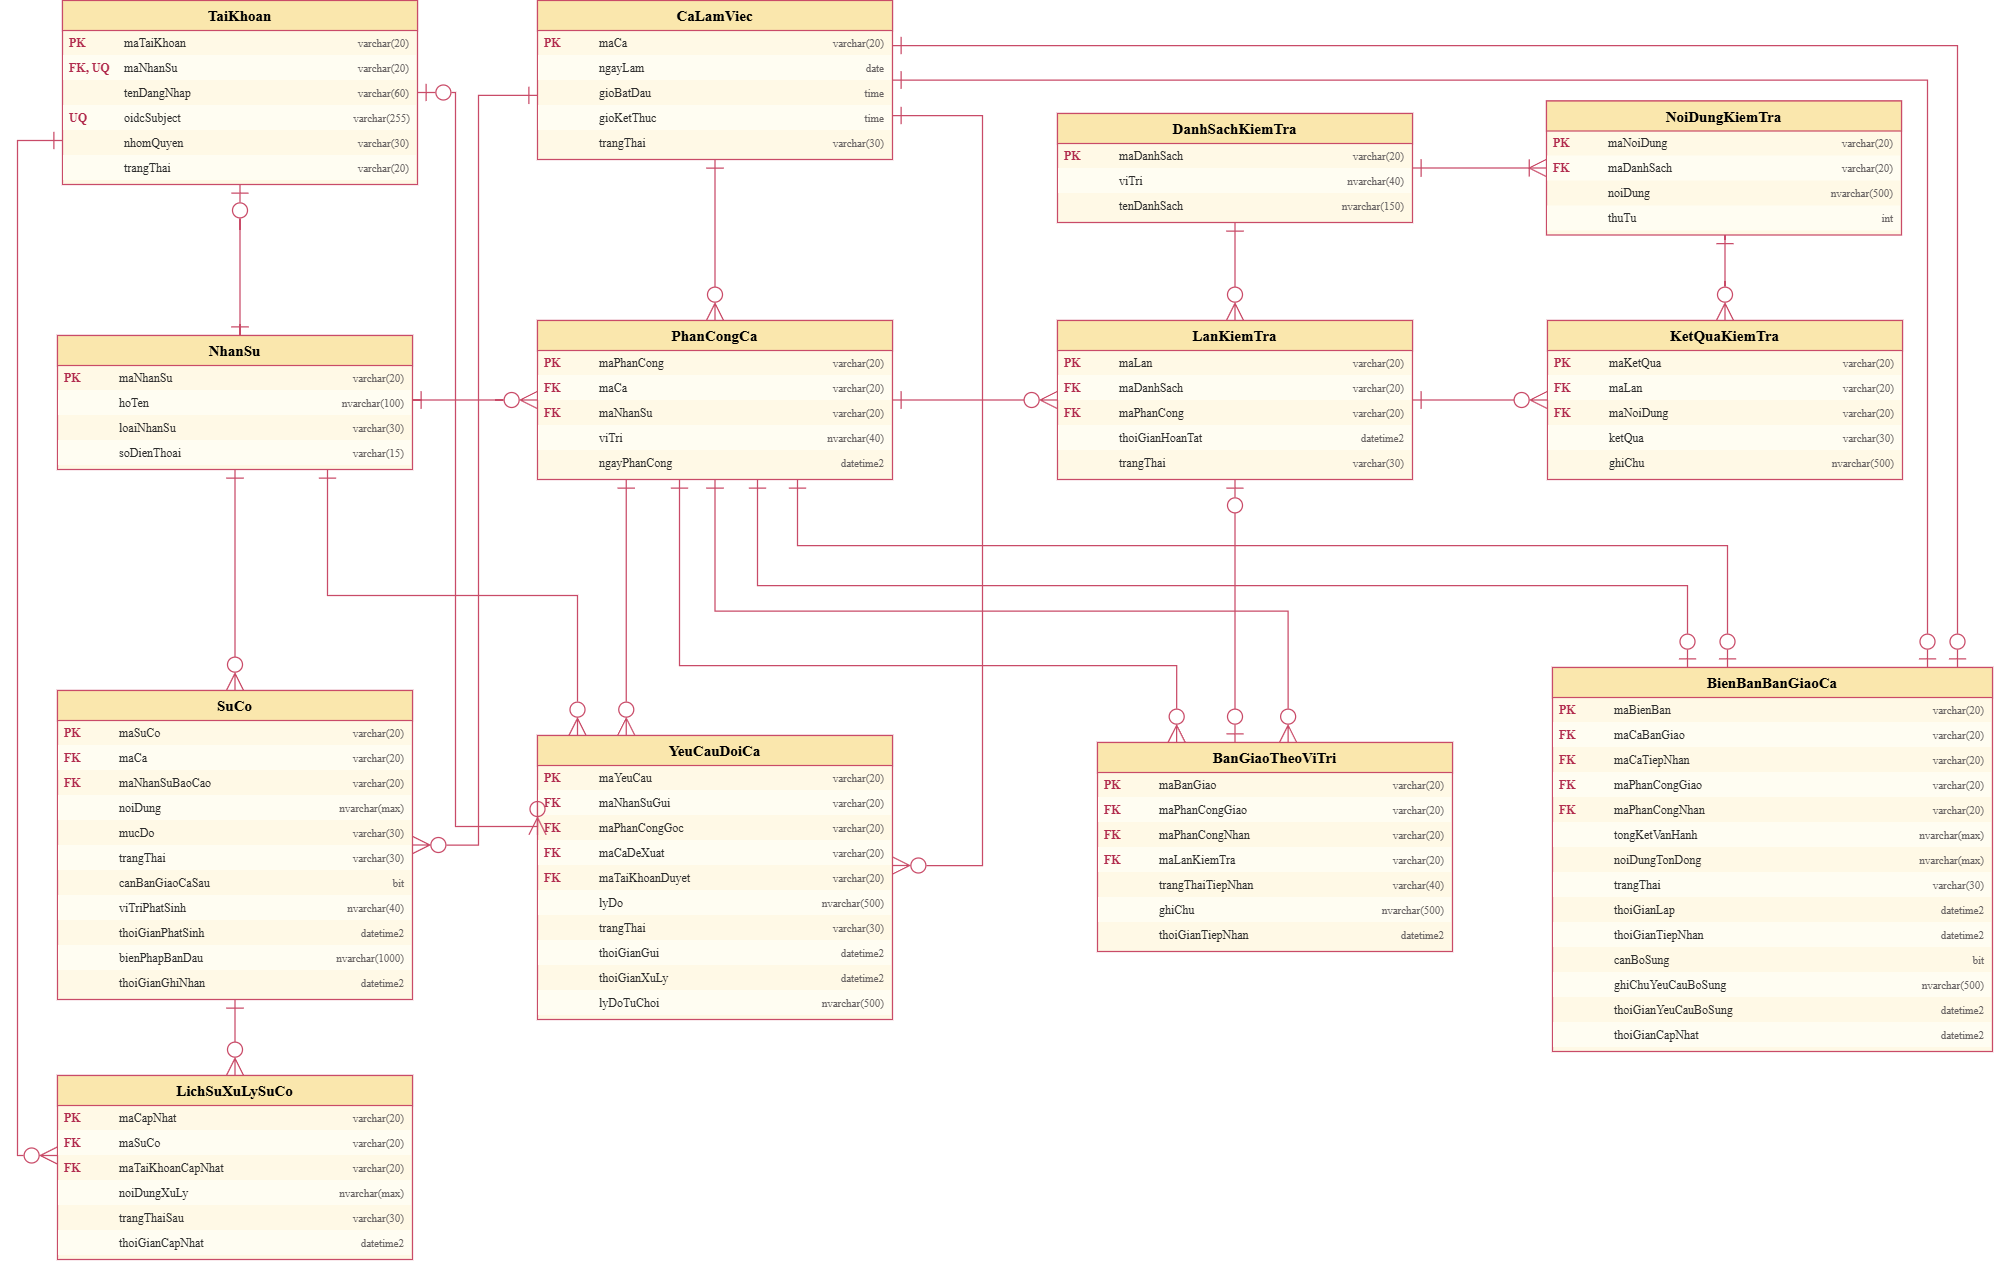 TaiKhoan
PK maTaiKhoan varchar(20)
FK, UQ maNhanSu varchar(20)
tenDangNhap varchar(60)
UQ oidcSubject varchar(255)
nhomQuyen varchar(30)
trangThai varchar(20)
CaLamViec
PK maCa varchar(20)
ngayLam date
gioBatDau time
gioKetThuc time
trangThai varchar(30)
DanhSachKiemTra
PK maDanhSach varchar(20)
viTri nvarchar(40)
tenDanhSach nvarchar(150)
NoiDungKiemTra
PK maNoiDung varchar(20)
FK maDanhSach varchar(20)
noiDung nvarchar(500)
thuTu int
NhanSu
PK maNhanSu varchar(20)
hoTen nvarchar(100)
loaiNhanSu varchar(30)
soDienThoai varchar(15)
PhanCongCa
PK maPhanCong varchar(20)
FK maCa varchar(20)
FK maNhanSu varchar(20)
viTri nvarchar(40)
ngayPhanCong datetime2
LanKiemTra
PK maLan varchar(20)
FK maDanhSach varchar(20)
FK maPhanCong varchar(20)
thoiGianHoanTat datetime2
trangThai varchar(30)
KetQuaKiemTra
PK maKetQua varchar(20)
FK maLan varchar(20)
FK maNoiDung varchar(20)
ketQua varchar(30)
ghiChu nvarchar(500)
SuCo
PK maSuCo varchar(20)
FK maCa varchar(20)
FK maNhanSuBaoCao varchar(20)
noiDung nvarchar(max)
mucDo varchar(30)
trangThai varchar(30)
canBanGiaoCaSau bit
viTriPhatSinh nvarchar(40)
thoiGianPhatSinh datetime2
bienPhapBanDau nvarchar(1000)
thoiGianGhiNhan datetime2
YeuCauDoiCa
PK maYeuCau varchar(20)
FK maNhanSuGui varchar(20)
FK maPhanCongGoc varchar(20)
FK maCaDeXuat varchar(20)
FK maTaiKhoanDuyet varchar(20)
lyDo nvarchar(500)
trangThai varchar(30)
thoiGianGui datetime2
thoiGianXuLy datetime2
lyDoTuChoi nvarchar(500)
BanGiaoTheoViTri
PK maBanGiao varchar(20)
FK maPhanCongGiao varchar(20)
FK maPhanCongNhan varchar(20)
FK maLanKiemTra varchar(20)
trangThaiTiepNhan varchar(40)
ghiChu nvarchar(500)
thoiGianTiepNhan datetime2
BienBanBanGiaoCa
PK maBienBan varchar(20)
FK maCaBanGiao varchar(20)
FK maCaTiepNhan varchar(20)
FK maPhanCongGiao varchar(20)
FK maPhanCongNhan varchar(20)
tongKetVanHanh nvarchar(max)
noiDungTonDong nvarchar(max)
trangThai varchar(30)
thoiGianLap datetime2
thoiGianTiepNhan datetime2
canBoSung bit
ghiChuYeuCauBoSung nvarchar(500)
thoiGianYeuCauBoSung datetime2
thoiGianCapNhat datetime2
LichSuXuLySuCo
PK maCapNhat varchar(20)
FK maSuCo varchar(20)
FK maTaiKhoanCapNhat varchar(20)
noiDungXuLy nvarchar(max)
trangThaiSau varchar(30)
thoiGianCapNhat datetime2